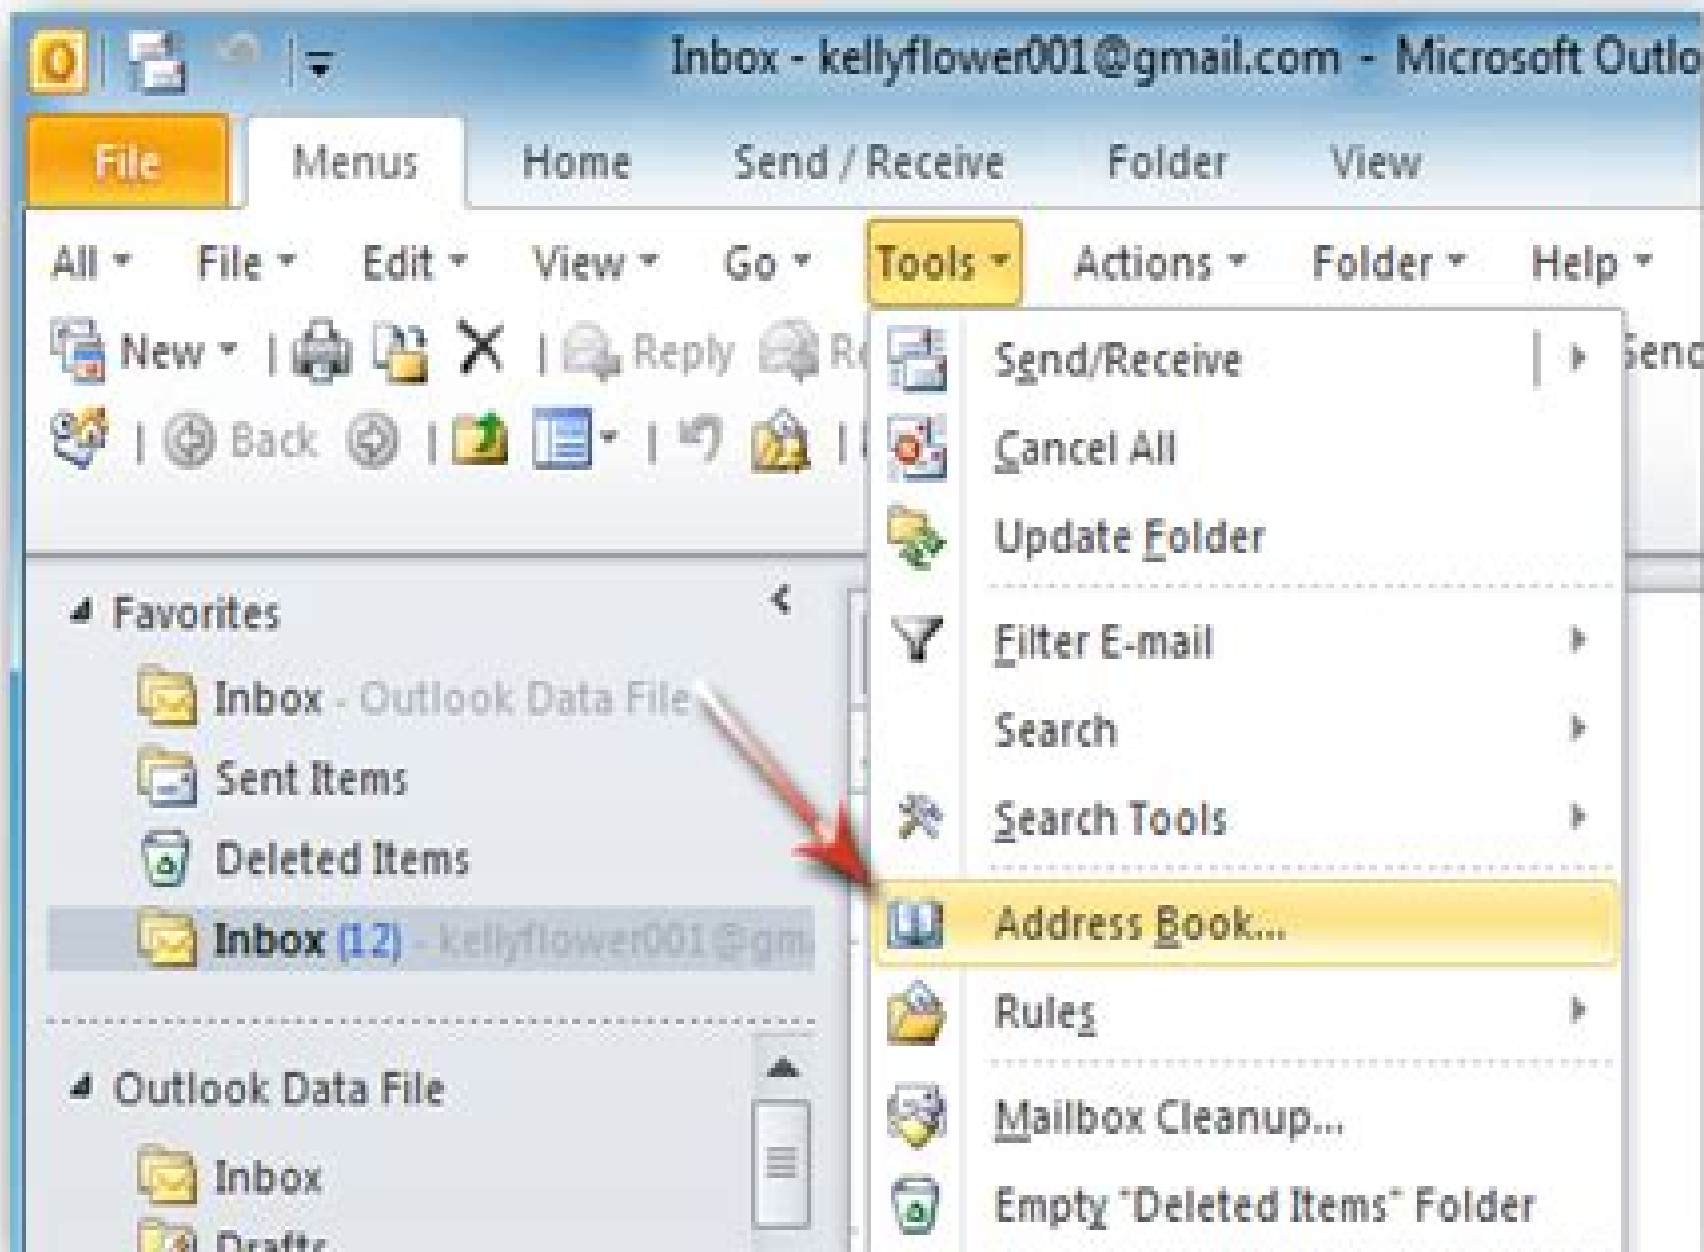 Inbox - kellyflower001@gmail.com - Microsoft Outlo
File Menus Home Send / Receive Folder View
All File Edit View Go Tools Actions Folder Help
New Reply Re Send
Back
Send/Receive
Cancel All
Update Folder
Filter E-mail
Search
Search Tools
Address Book...
Rules
Mailbox Cleanup...
Empty "Deleted Items" Folder
Favorites
Inbox - Outlook Data File
Sent Items
Deleted Items
Inbox (12) - kellyflower001@gm
Outlook Data File
Inbox
Drafts